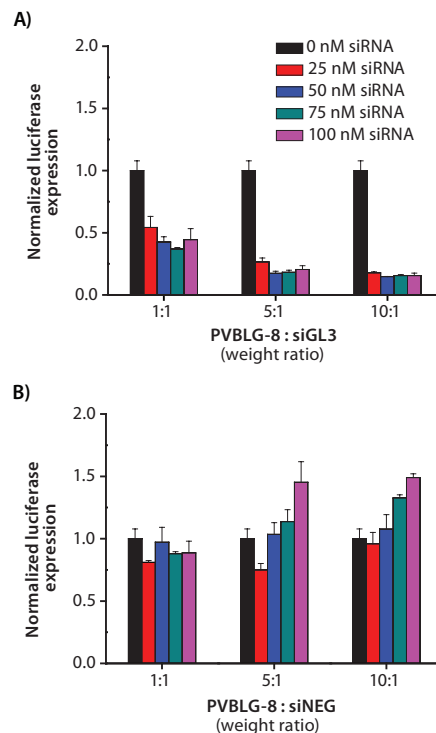 A)
2.0
1.5
1.0
0.5
0.0
Normalized luciferase
expression
0 nM siRNA
25 nM siRNA
50 nM siRNA
75 nM siRNA
100 nM siRNA
1:1
5:1
10:1
PVBLG-8 : siGL3
(weight ratio)
B)
2.0
1.5
1.0
0.5
0.0
Normalized luciferase
expression
1:1
5:1
10:1
PVBLG-8 : siNEG
(weight ratio)